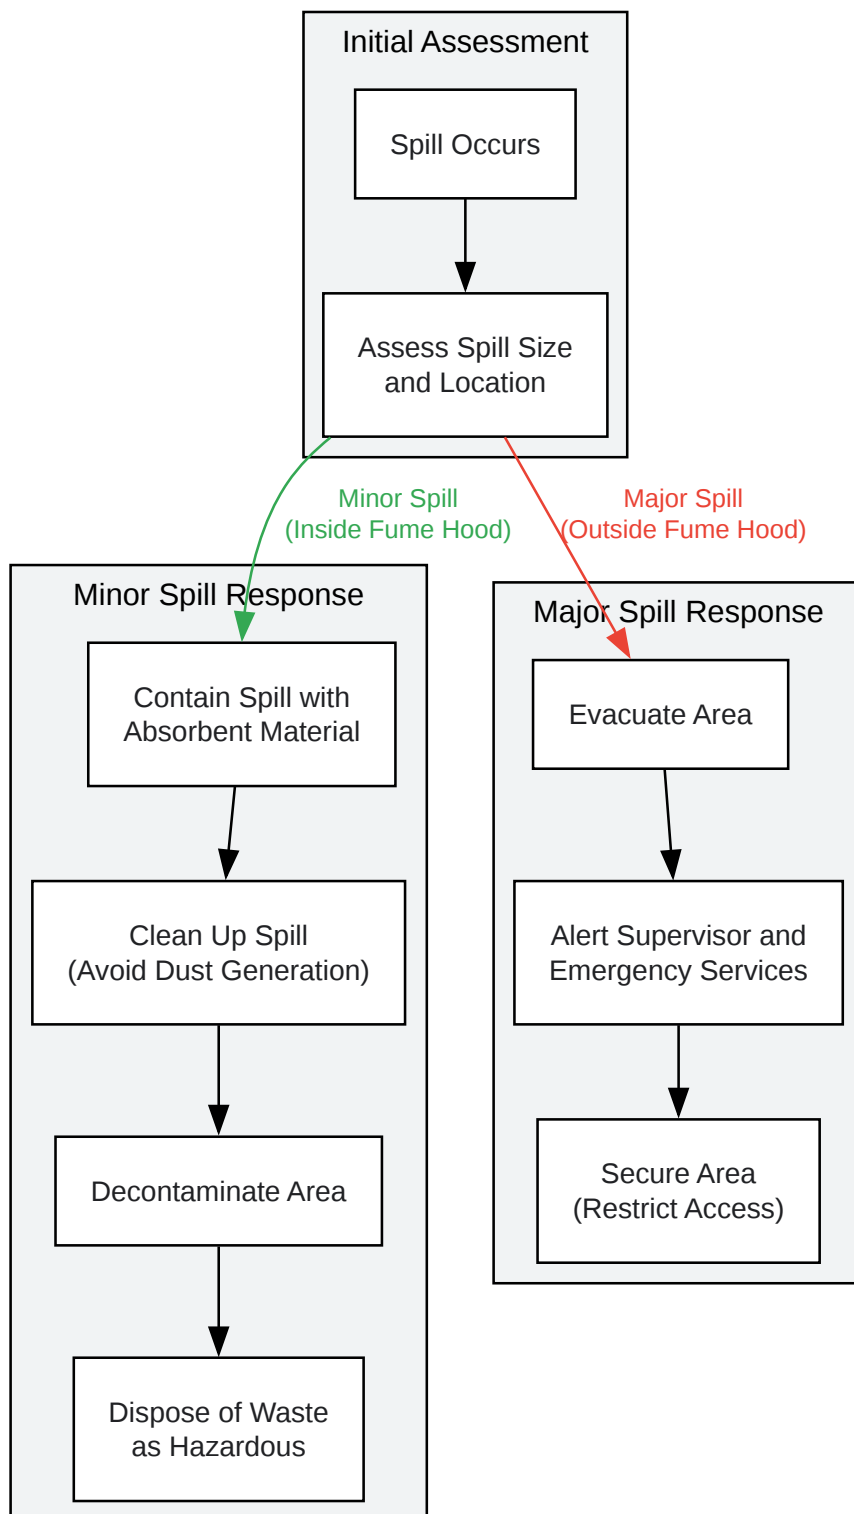 Initial Assessment
Spill Occurs
Assess Spill Size
and Location
Minor Spill
(Inside Fume Hood)
Major Spill
(Outside Fume Hood)
Minor Spill Response
Contain Spill with
Absorbent Material
Clean Up Spill
(Avoid Dust Generation)
Decontaminate Area
Dispose of Waste
as Hazardous
Major Spill Response
Evacuate Area
Alert Supervisor and
Emergency Services
Secure Area
(Restrict Access)